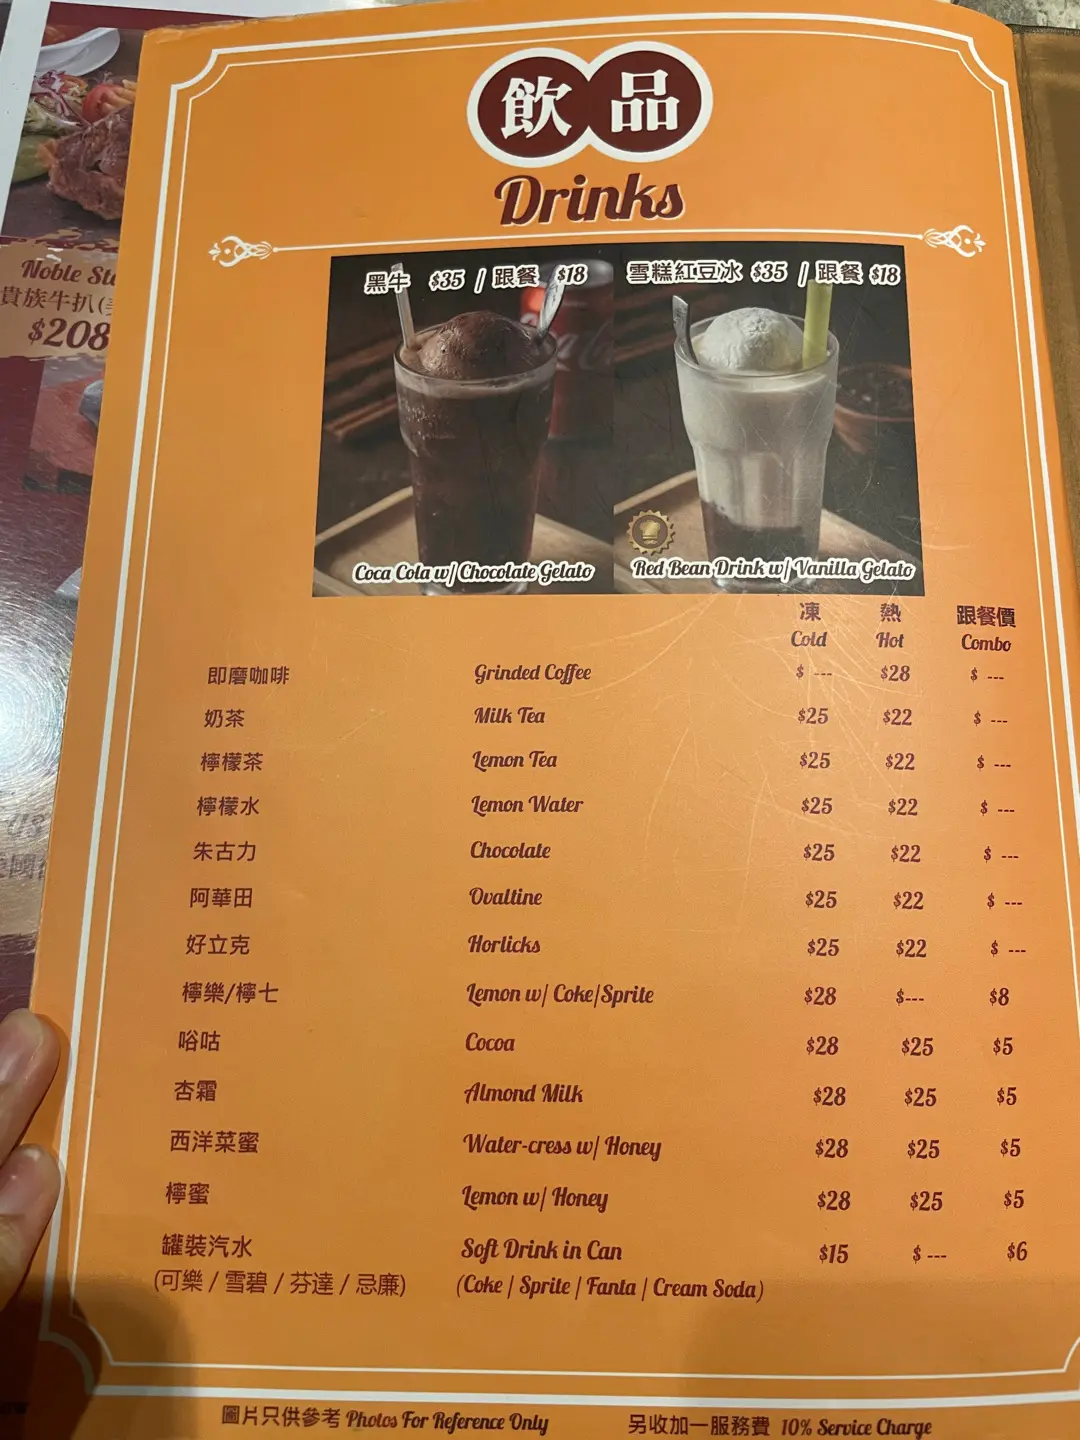 飲品
Drinks
黑牛 $35 / 跟餐 $18
雪糕紅豆冰 $35 / 跟餐 $18
Coca Cola w/ Chocolate Gelato
Red Bean Drink w/ Vanilla Gelato
凍 熱 跟餐價
Cold Hot Combo
即磨咖啡 Grinded Coffee $ --- $28 $ ---
奶茶 Milk Tea $25 $22 $ ---
檸檬茶 Lemon Tea $25 $22 $ ---
檸檬水 Lemon Water $25 $22 $ ---
朱古力 Chocolate $25 $22 $ ---
阿華田 Ovaltine $25 $22 $ ---
好立克 Horlicks $25 $22 $ ---
檸樂/檸七 Lemon w/ Coke/Sprite $28 $--- $8
唂咕 Cocoa $28 $25 $5
杏霜 Almond Milk $28 $25 $5
西洋菜蜜 Water-cress w/ Honey $28 $25 $5
檸蜜 Lemon w/ Honey $28 $25 $5
罐裝汽水 Soft Drink in Can $15 $ --- $6
(可樂 / 雪碧 / 芬達 / 忌廉) (Coke / Sprite / Fanta / Cream Soda)
圖片只供參考 Photos For Reference Only
另收加一服務費 10% Service Charge
Noble
貴族牛扒
$208